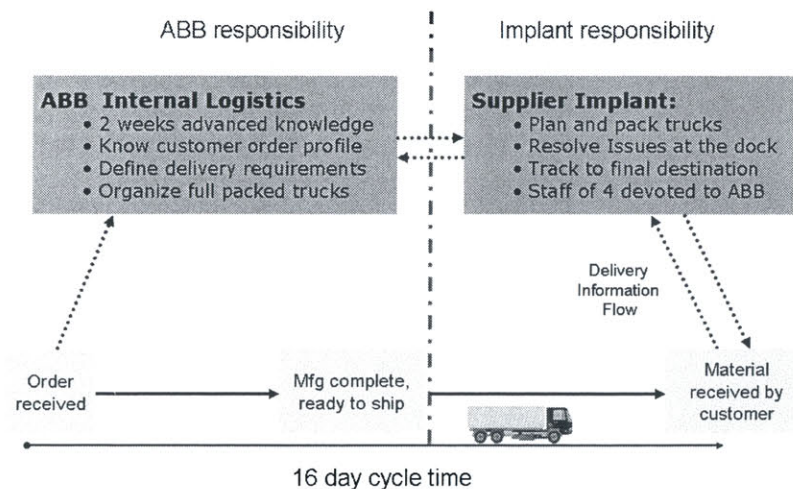 ABB responsibility
Implant responsibility
ABB Internal Logistics
• 2 weeks advanced knowledge
• Know customer order profile
• Define delivery requirements
• Organize full packed trucks
Supplier Implant:
• Plan and pack trucks
• Resolve Issues at the dock
• Track to final destination
• Staff of 4 devoted to ABB
Delivery
Information
Flow
Order
received
Mfg complete,
ready to ship
Material
received by
customer
16 day cycle time